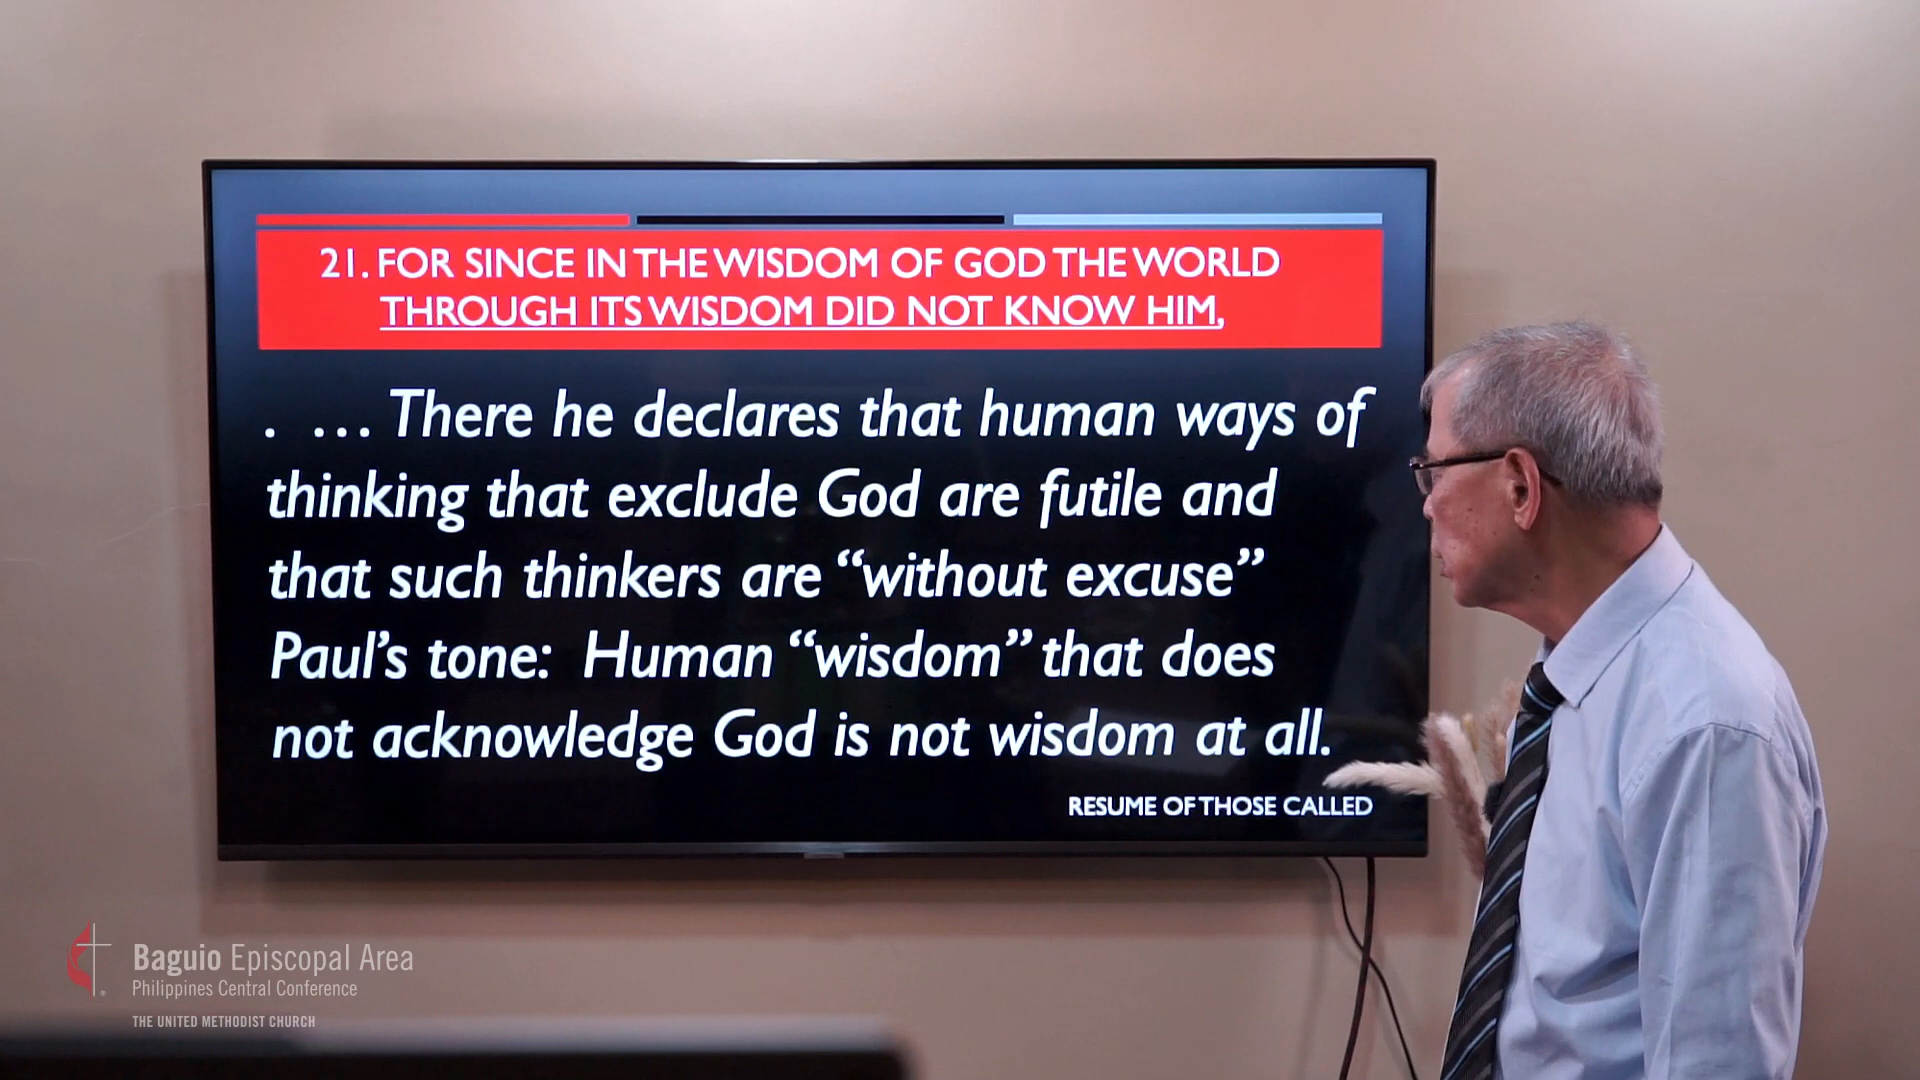 21. FOR SINCE IN THE WISDOM OF GOD THE WORLD
THROUGH ITS WISDOM DID NOT KNOW HIM,
. ... There he declares that human ways of
thinking that exclude God are futile and
that such thinkers are “without excuse”
Paul’s tone: Human “wisdom” that does
not acknowledge God is not wisdom at all.
RESUME OF THOSE CALLED
Baguio Episcopal Area
Philippines Central Conference
THE UNITED METHODIST CHURCH